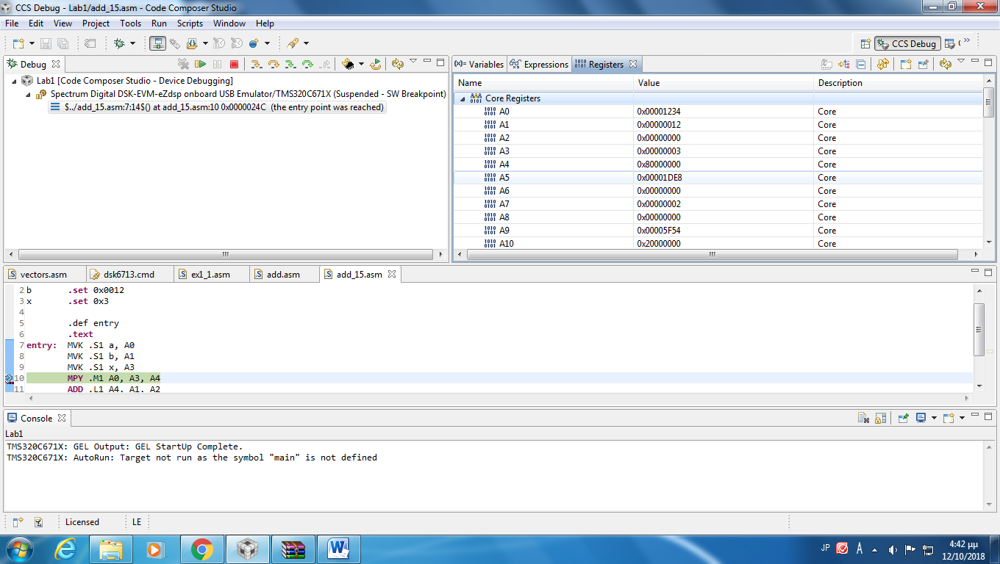 CCS Debug - Lab1/add_15.asm - Code Composer Studio
File Edit View Project Tools Run Scripts Window Help
CCS Debug
Debug
Lab1 [Code Composer Studio - Device Debugging]
Spectrum Digital DSK-EVM-eZdsp onboard USB Emulator/TMS320C671X (Suspended - SW Breakpoint)
$../add_15.asm:7:14$() at add_15.asm:10 0x0000024C (the entry point was reached)
(x)= Variables Expressions Registers
Name Value Description
Core Registers
A0 0x00001234 Core
A1 0x00000012 Core
A2 0x00000000 Core
A3 0x00000003 Core
A4 0x80000000 Core
A5 0x00001DE8 Core
A6 0x00000000 Core
A7 0x00000002 Core
A8 0x00000000 Core
A9 0x00005F54 Core
A10 0x20000000 Core
vectors.asm dsk6713.cmd ex1_1.asm add.asm add_15.asm
2 b .set 0x0012
3 x .set 0x3
4
5 .def entry
6 .text
7 entry: MVK .S1 a, A0
8 MVK .S1 b, A1
9 MVK .S1 x, A3
10 MPY .M1 A0, A3, A4
11 ADD .L1 A4, A1, A2
Console
Lab1
TMS320C671X: GEL Output: GEL StartUp Complete.
TMS320C671X: AutoRun: Target not run as the symbol "main" is not defined
Licensed LE
JP
4:42 μμ
12/10/2018